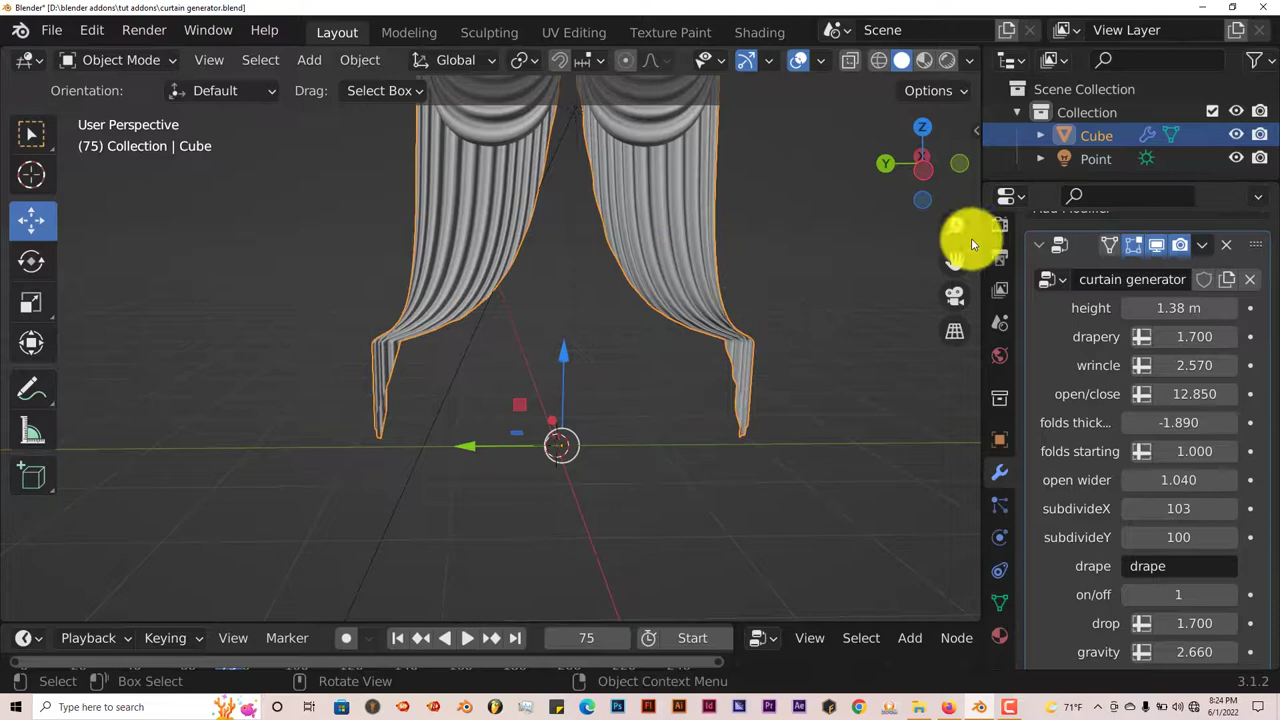 Blender* [D:\blender addons\tut addons\curtain generator.blend]
File Edit Render Window Help Layout Modeling Sculpting UV Editing Texture Paint Shading Scene View Layer
Object Mode View Select Add Object Global
Orientation: Default Drag: Select Box Options
User Perspective
(75) Collection | Cube
Z
Y
X
Scene Collection
Collection
Cube
Point
curtain generator
height 1.38 m
drapery 1.700
wrincle 2.570
open/close 12.850
folds thick... -1.890
folds starting 1.000
open wider 1.040
subdivideX 103
subdivideY 100
drape drape
on/off 1
drop 1.700
gravity 2.660
Playback Keying View Marker 75 Start View Select Add Node
Select Box Select Rotate View Object Context Menu 3.1.2
Type here to search 71°F 8:24 PM
6/1/2022